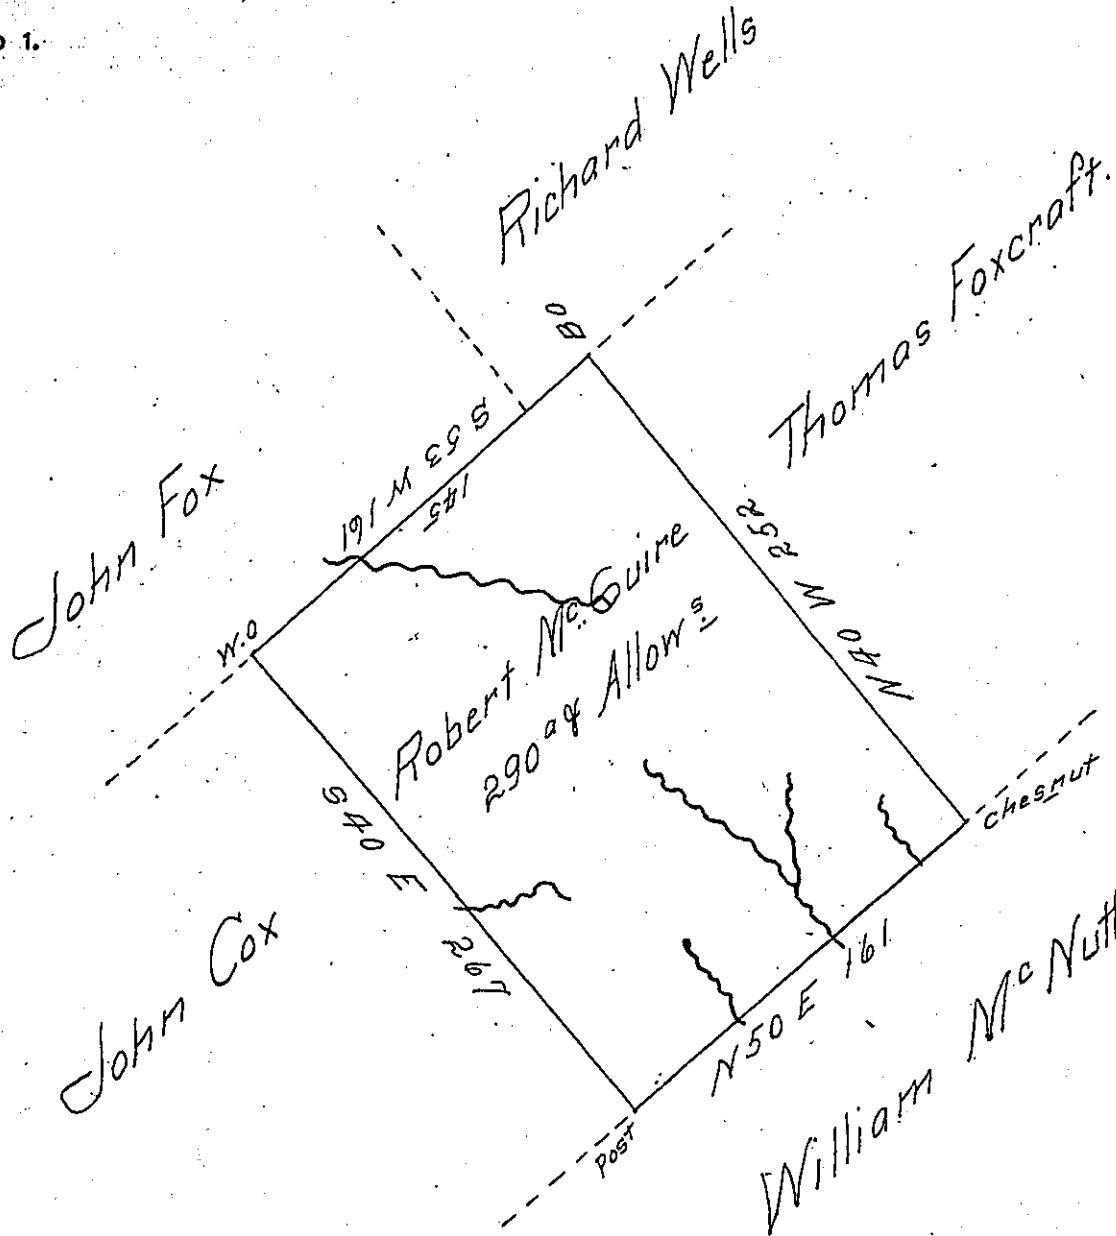 1.
Richard Wells
Thomas Foxcraft.
BO
S 53 W 161
145
John Fox
W.O
N 40 W 252
Robert McGuire
290 a & Allows
S 40 E 267
Chesnut
John Cox
N 50 E 161
William McNutt
Post